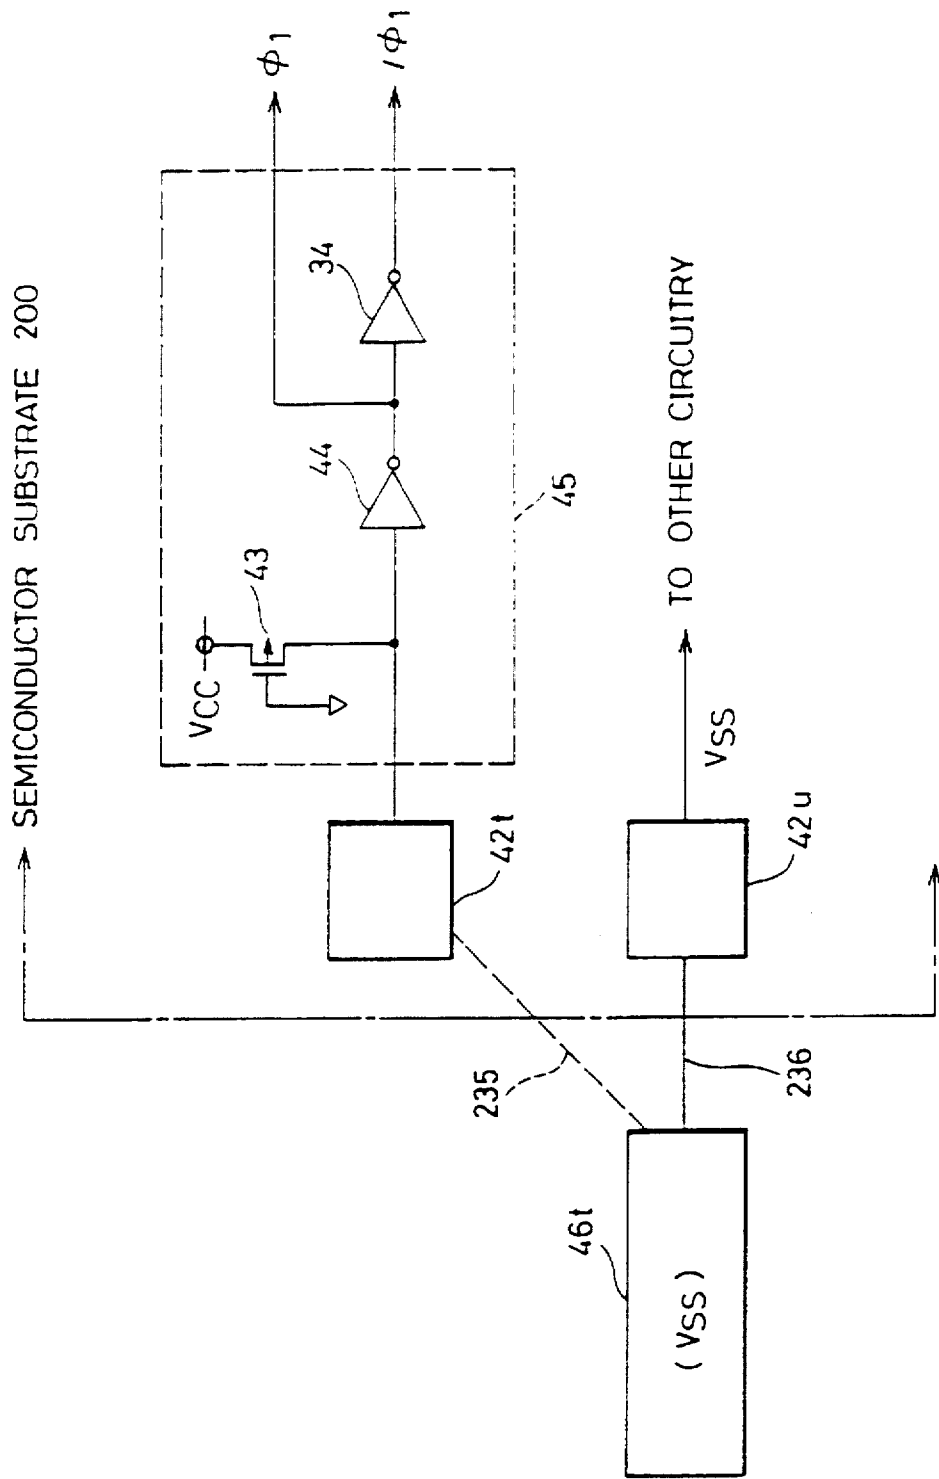 SEMICONDUCTOR SUBSTRATE 200
ϕ1
/ϕ1
VCC
43
44
34
45
42t
42u
VSS
TO OTHER CIRCUITRY
235
236
46t
(VSS)